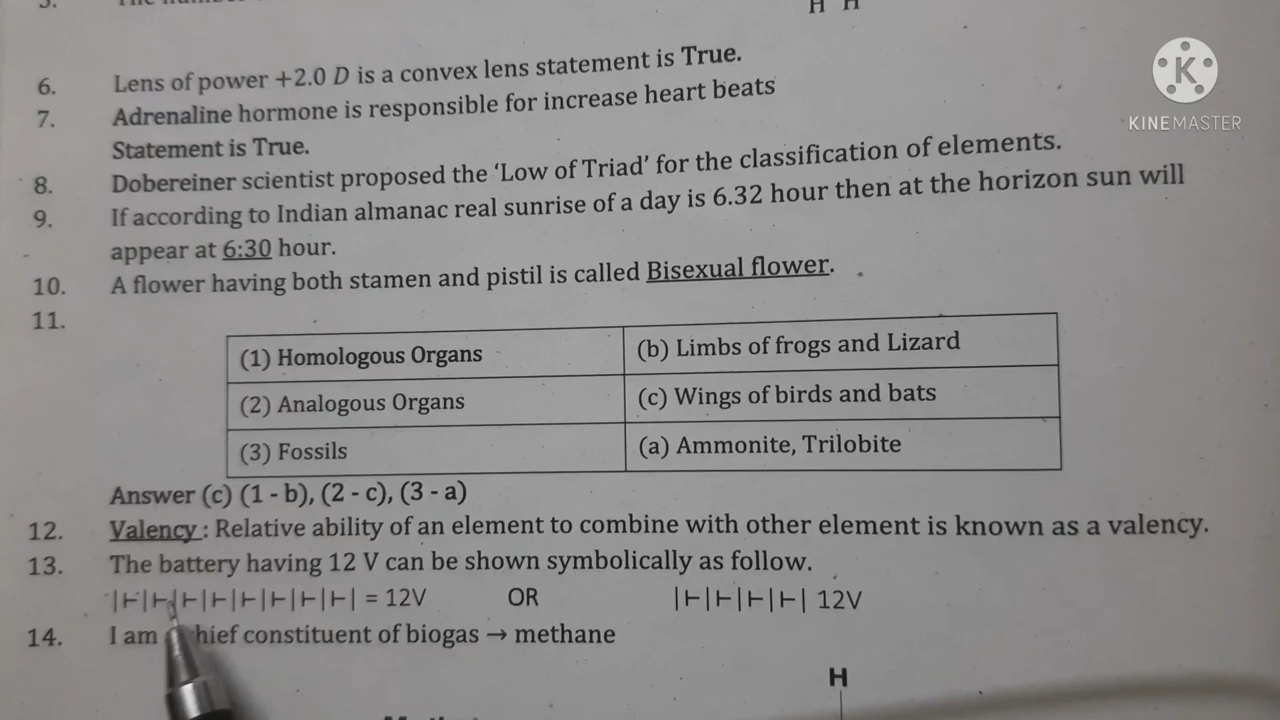 H H
K
KINEMASTER
6. Lens of power +2.0 D is a convex lens statement is True.
7. Adrenaline hormone is responsible for increase heart beats
Statement is True.
8. Dobereiner scientist proposed the ‘Low of Triad’ for the classification of elements.
9. If according to Indian almanac real sunrise of a day is 6.32 hour then at the horizon sun will
appear at 6:30 hour.
10. A flower having both stamen and pistil is called Bisexual flower.
11.
(1) Homologous Organs (b) Limbs of frogs and Lizard
(2) Analogous Organs (c) Wings of birds and bats
(3) Fossils (a) Ammonite, Trilobite
Answer (c) (1 - b), (2 - c), (3 - a)
12. Valency : Relative ability of an element to combine with other element is known as a valency.
13. The battery having 12 V can be shown symbolically as follow.
= 12V OR 12V
14. I am hief constituent of biogas → methane
H